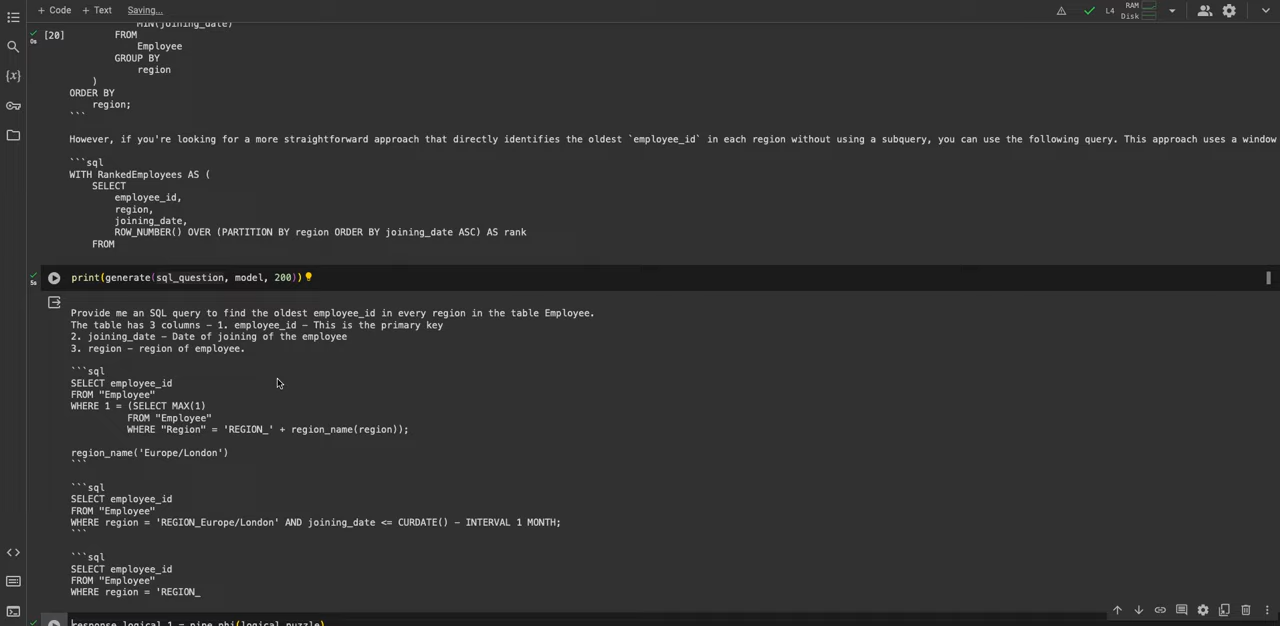 + Code + Text Saving...
L4 RAM
Disk
[20]
0s
MIN(joining_date)
FROM
Employee
GROUP BY
region
)
ORDER BY
region;
```
However, if you're looking for a more straightforward approach that directly identifies the oldest `employee_id` in each region without using a subquery, you can use the following query. This approach uses a window
```sql
WITH RankedEmployees AS (
SELECT
employee_id,
region,
joining_date,
ROW_NUMBER() OVER (PARTITION BY region ORDER BY joining_date ASC) AS rank
FROM
5s
print(generate(sql_question, model, 200))
Provide me an SQL query to find the oldest employee_id in every region in the table Employee.
The table has 3 columns – 1. employee_id – This is the primary key
2. joining_date – Date of joining of the employee
3. region – region of employee.
```sql
SELECT employee_id
FROM "Employee"
WHERE 1 = (SELECT MAX(1)
FROM "Employee"
WHERE "Region" = 'REGION_' + region_name(region));
region_name('Europe/London')
```
```sql
SELECT employee_id
FROM "Employee"
WHERE region = 'REGION_Europe/London' AND joining_date <= CURDATE() – INTERVAL 1 MONTH;
```
```sql
SELECT employee_id
FROM "Employee"
WHERE region = 'REGION_
response_logical_1 = pipe_phi(logical_puzzle)